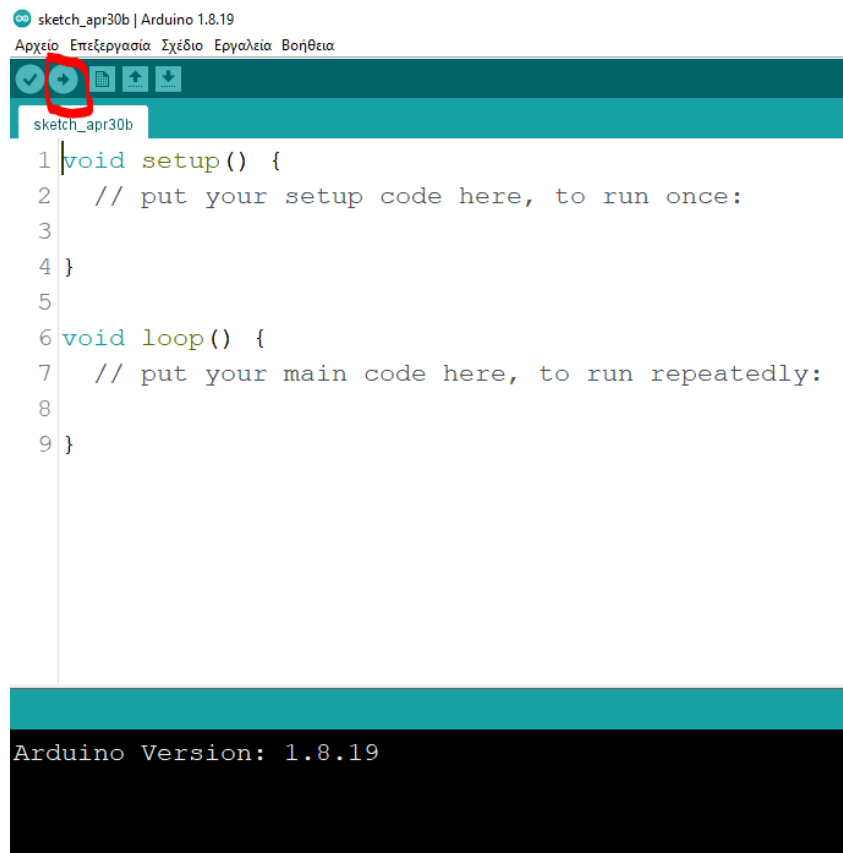 sketch_apr30b | Arduino 1.8.19
Αρχείο Επεξεργασία Σχέδιο Εργαλεία Βοήθεια
sketch_apr30b
1 void setup() {
2   // put your setup code here, to run once:
3
4 }
5
6 void loop() {
7   // put your main code here, to run repeatedly:
8
9 }
Arduino Version: 1.8.19